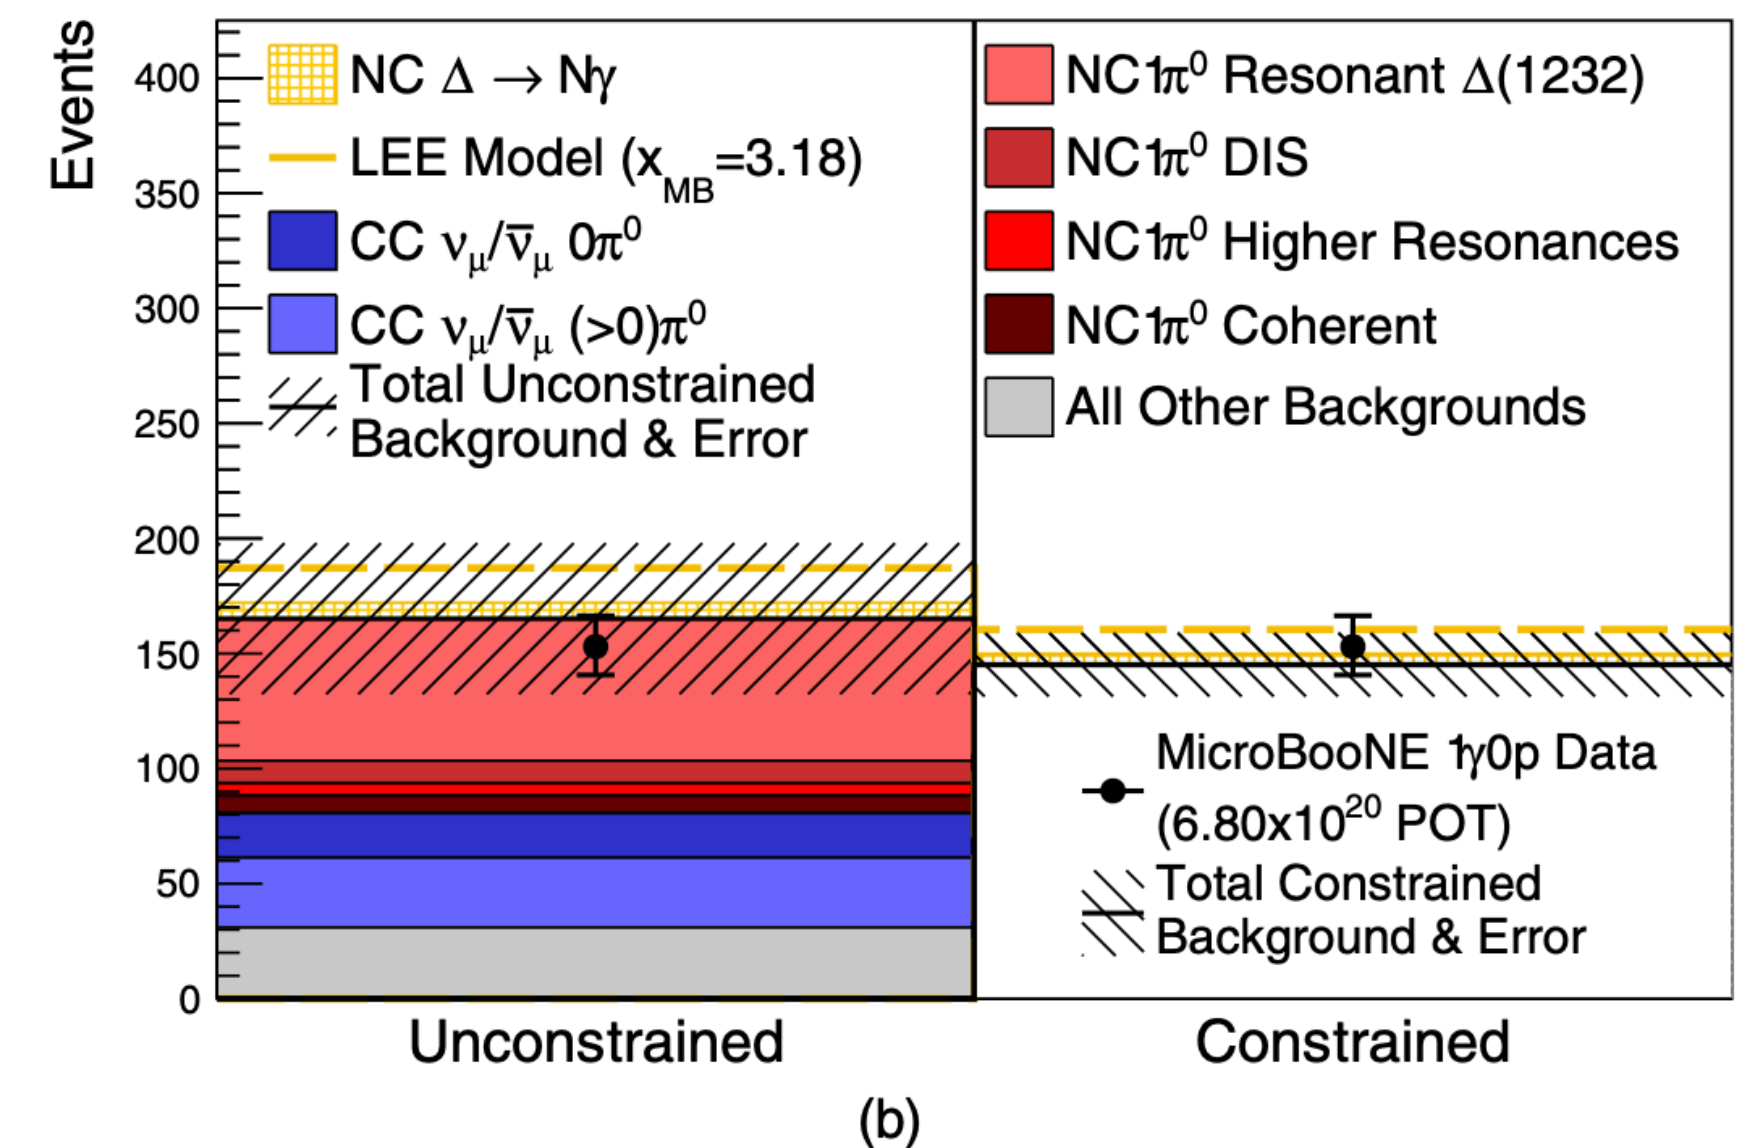 Events
400
350
300
250
200
150
100
50
0
NC Δ → Nγ
LEE Model (x_MB=3.18)
CC ν_μ/ν̅_μ 0π⁰
CC ν_μ/ν̅_μ (>0)π⁰
Total Unconstrained
Background & Error
NC1π⁰ Resonant Δ(1232)
NC1π⁰ DIS
NC1π⁰ Higher Resonances
NC1π⁰ Coherent
All Other Backgrounds
MicroBooNE 1γ0p Data
(6.80x10²⁰ POT)
Total Constrained
Background & Error
Unconstrained
Constrained
(b)